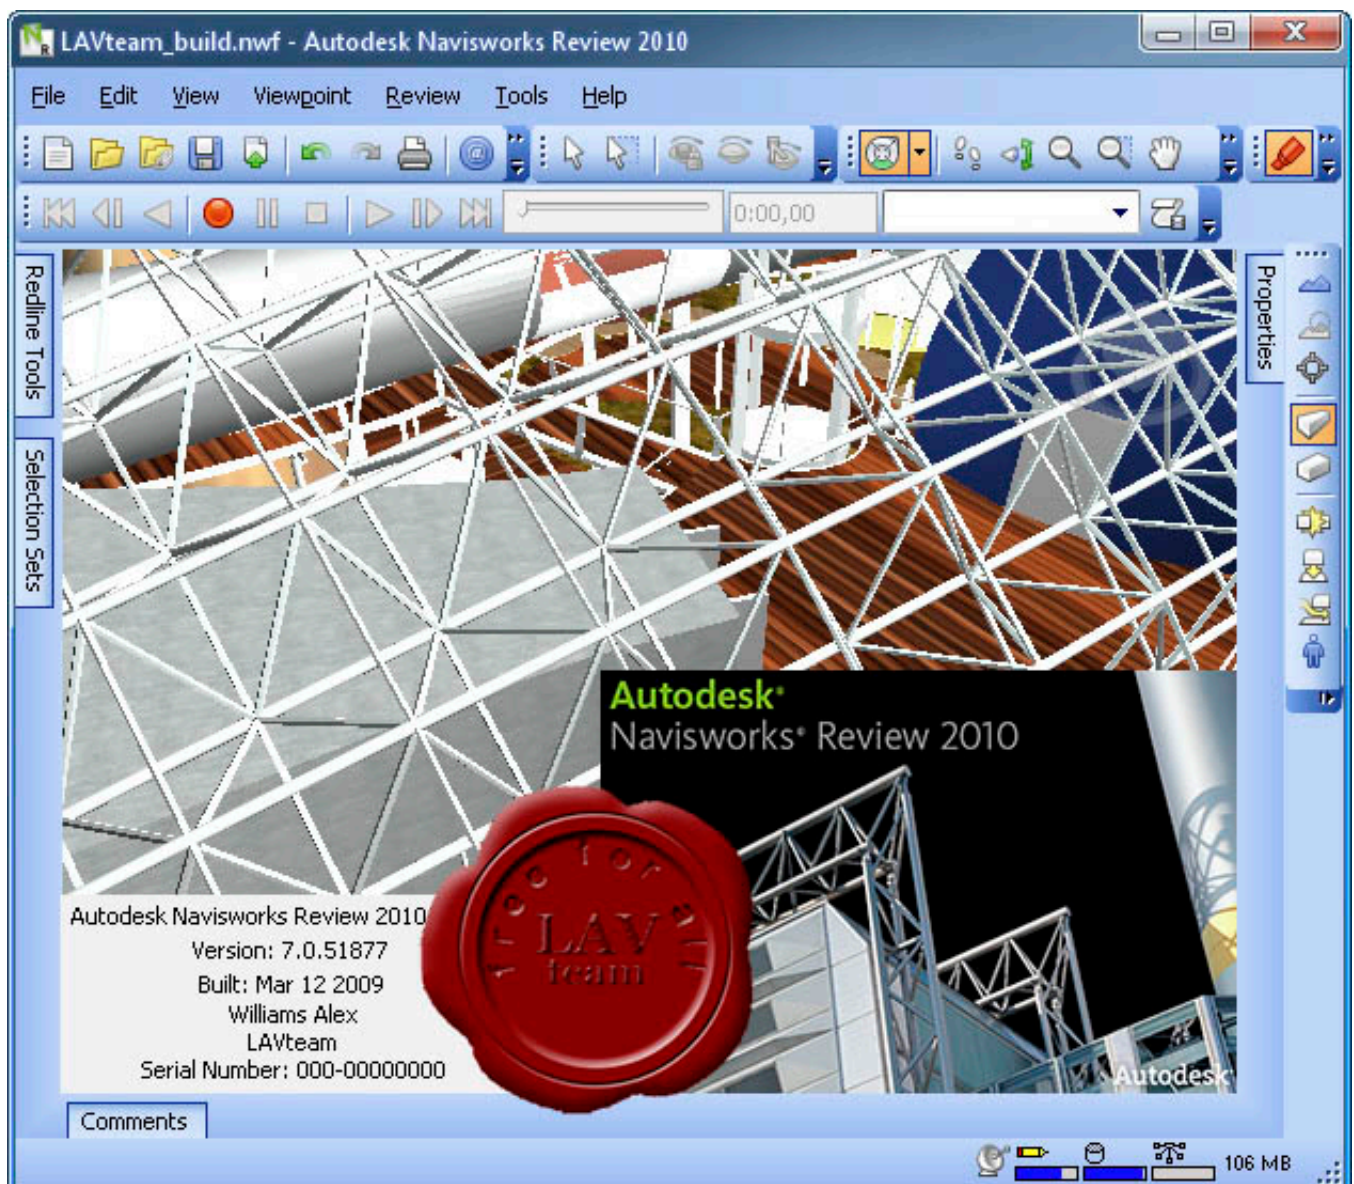 LAVteam_build.nwf - Autodesk Navisworks Review 2010
File Edit View Viewpoint Review Tools Help
0:00,00
Redline Tools
Selection Sets
Properties
Autodesk®
Navisworks® Review 2010
free for all
LAV
team
Autodesk Navisworks Review 2010
Version: 7.0.51877
Built: Mar 12 2009
Williams Alex
LAVteam
Serial Number: 000-00000000
Autodesk
Comments
106 MB